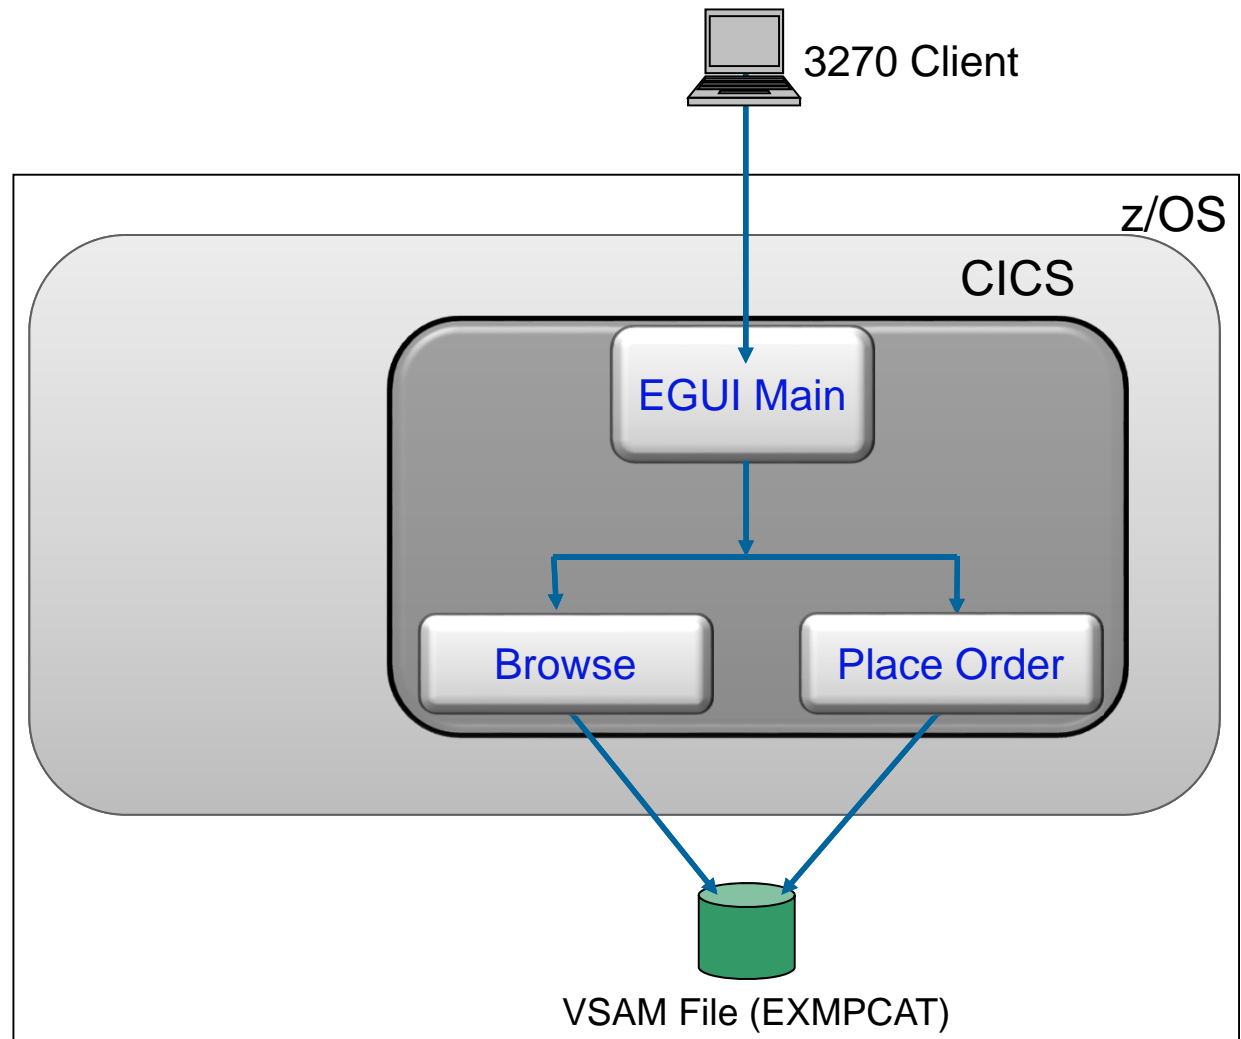 3270 Client
z/OS
CICS
EGUI Main
Browse
Place Order
VSAM File (EXMPCAT)